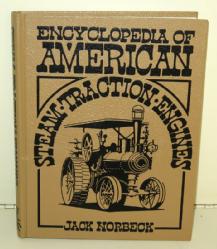 ENCYCLOPEDIA OF
AMERICAN
STEAM·TRACTION·ENGINES
JACK NORBECK